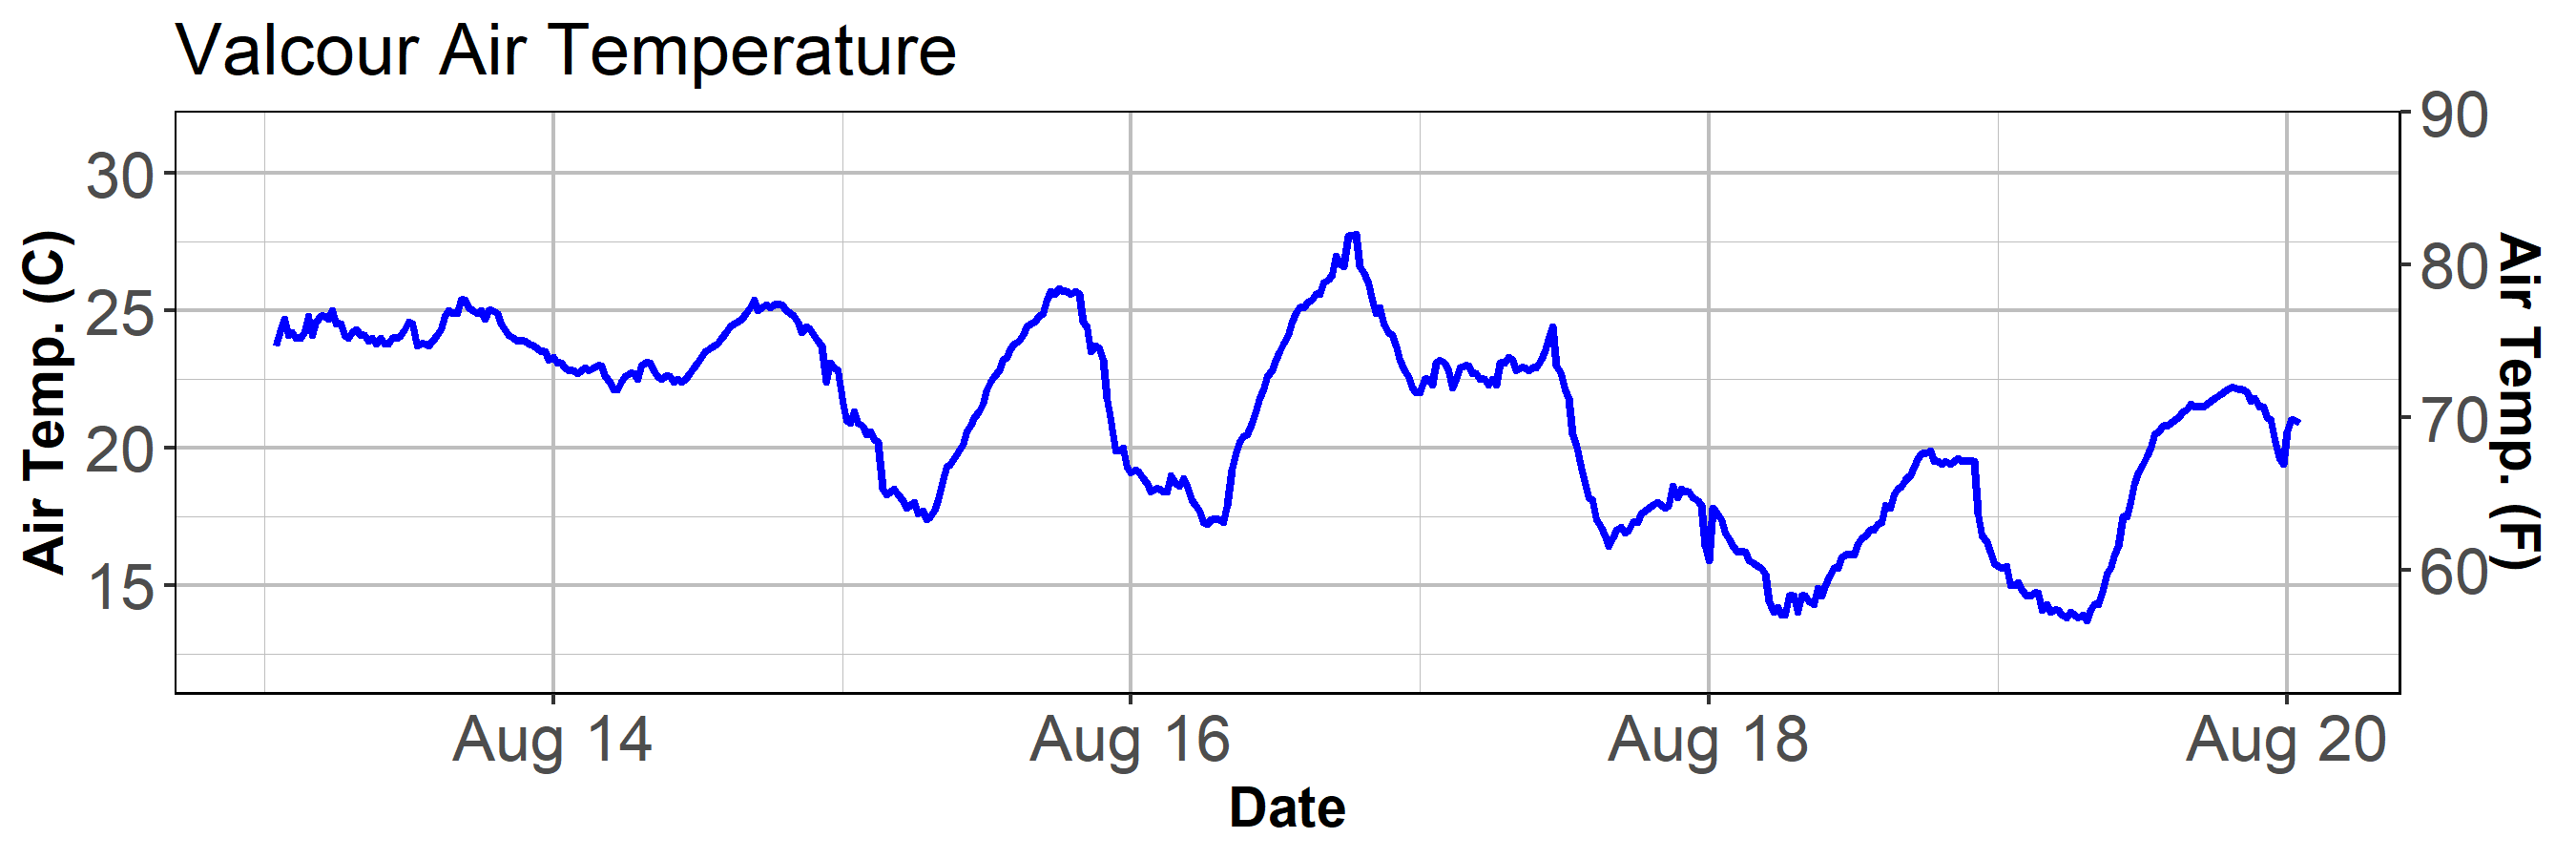 Valcour Air Temperature
Air Temp. (C)
30
25
20
15
90
80
70
60
Air Temp. (F)
Aug 14
Aug 16
Aug 18
Aug 20
Date